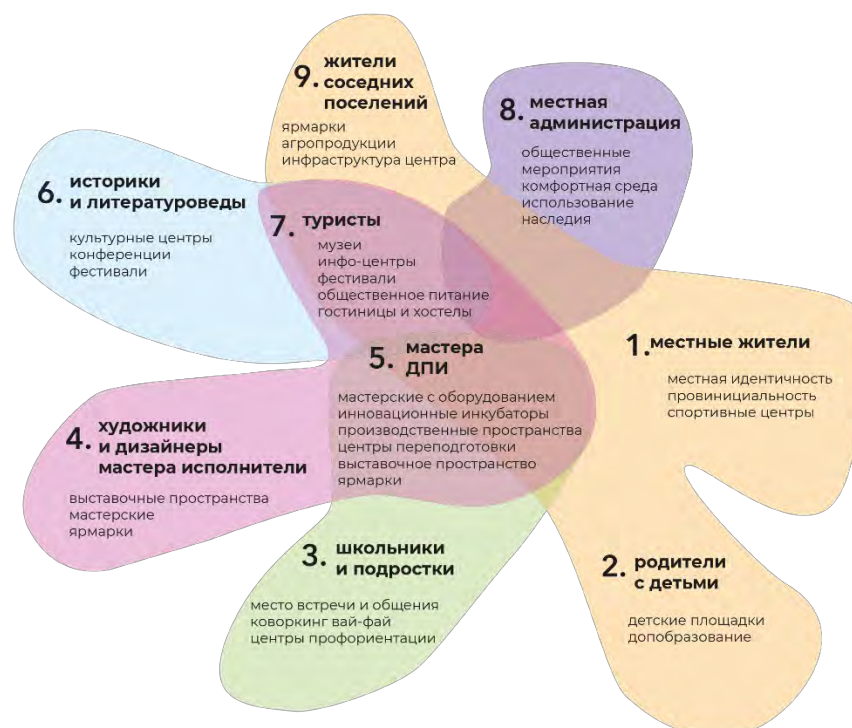 9. жители
соседних
поселений
ярмарки
агропродукции
инфраструктура центра
8. местная
администрация
общественные
мероприятия
комфортная среда
использование
наследия
6. историки
и литературоведы
культурные центры
конференции
фестивали
7. туристы
музеи
инфо-центры
фестивали
общественное питание
гостиницы и хостелы
1. местные жители
местная идентичность
провинициальность
спортивные центры
5. мастера
ДПИ
мастерские с оборудованием
инновационные инкубаторы
производственные пространства
центры переподготовки
выставочное пространство
ярмарки
4. художники
и дизайнеры
мастера исполнители
выставочные пространства
мастерские
ярмарки
3. школьники
и подростки
место встречи и общения
коворкинг вай-фай
центры профориентации
2. родители
с детьми
детские площадки
допобразование